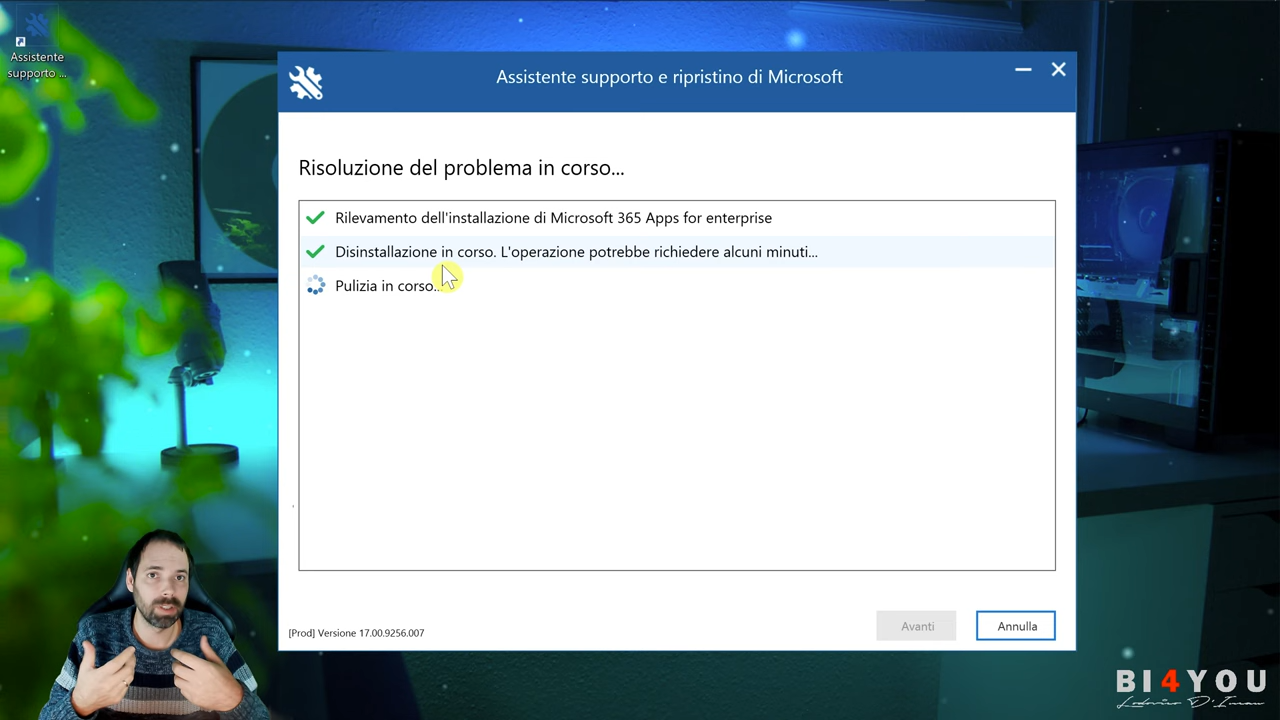 Assistente
supporto ...
Assistente supporto e ripristino di Microsoft
Risoluzione del problema in corso...
Rilevamento dell'installazione di Microsoft 365 Apps for enterprise
Disinstallazione in corso. L'operazione potrebbe richiedere alcuni minuti...
Pulizia in corso...
[Prod] Versione 17.00.9256.007
Avanti
Annulla
BI4YOU